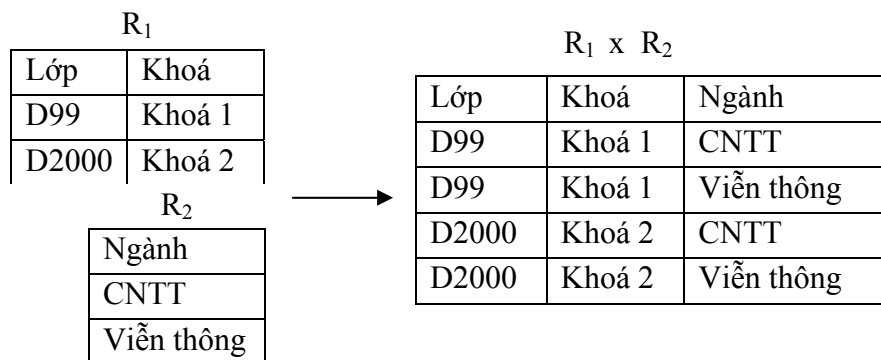 R1
Lớp Khoá
D99 Khoá 1
D2000 Khoá 2
R2
Ngành
CNTT
Viễn thông
R1 x R2
Lớp Khoá Ngành
D99 Khoá 1 CNTT
D99 Khoá 1 Viễn thông
D2000 Khoá 2 CNTT
D2000 Khoá 2 Viễn thông